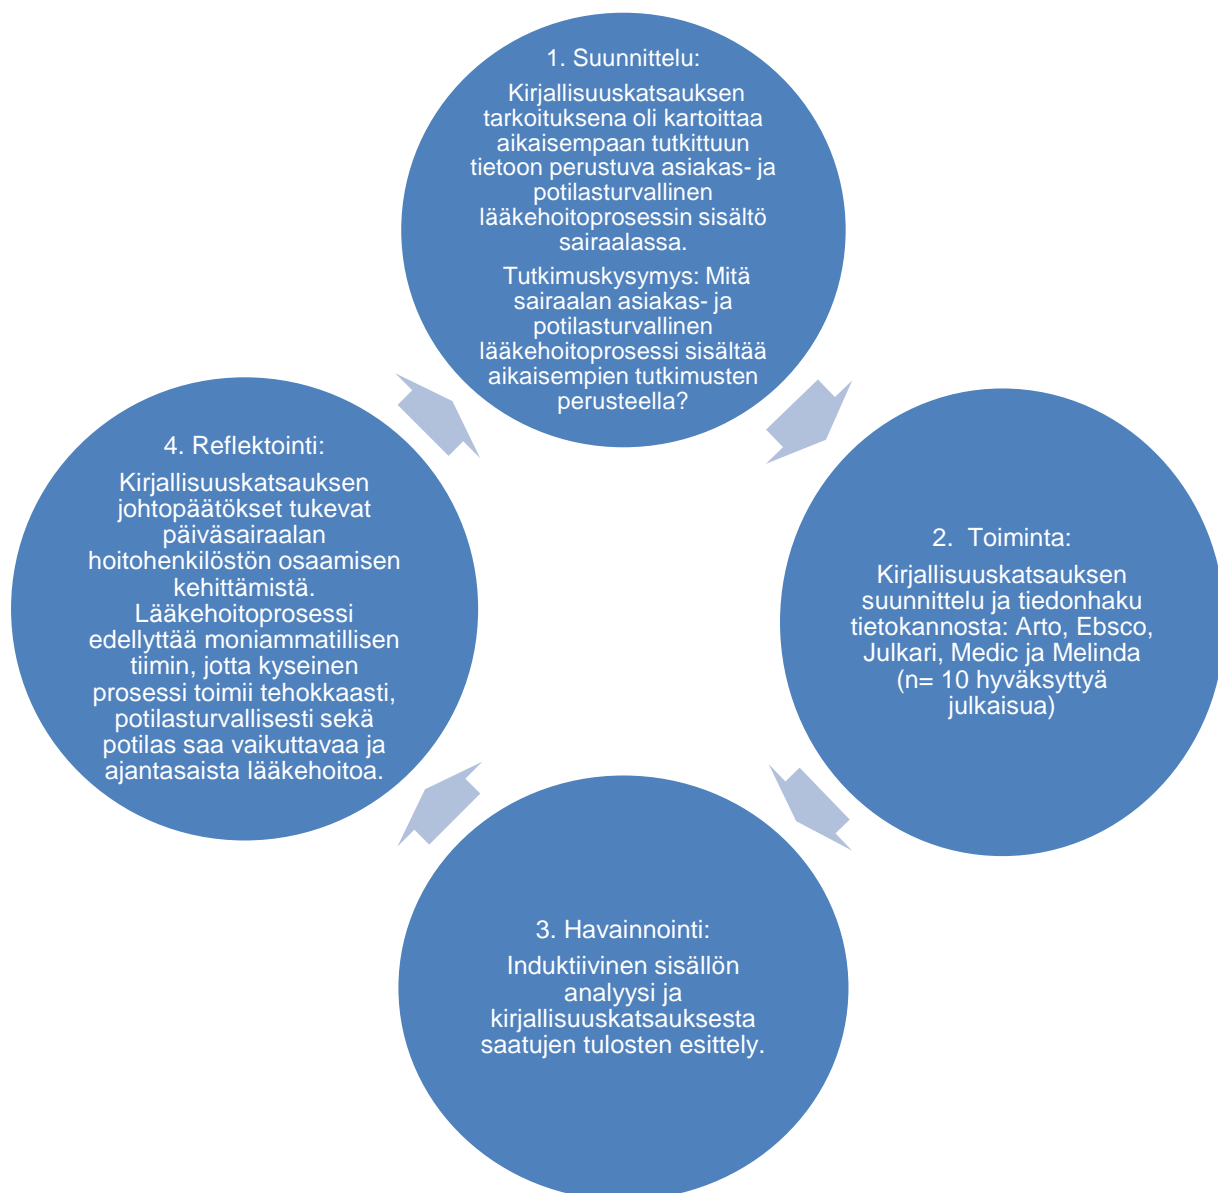 1. Suunnittelu:
Kirjallisuuskatsauksen
tarkoituksena oli kartoittaa
aikaisempaan tutkittuun
tietoon perustuva asiakas- ja
potilasturvallinen
lääkehoitoprosessin sisältö
sairaalassa.
Tutkimuskysymys: Mitä
sairaalan asiakas- ja
potilasturvallinen
lääkehoitoprosessi sisältää
aikaisempien tutkimusten
perusteella?
2. Toiminta:
Kirjallisuuskatsauksen
suunnittelu ja tiedonhaku
tietokannosta: Arto, Ebsco,
Julkari, Medic ja Melinda
(n= 10 hyväksyttyä
julkaisua)
3. Havainnointi:
Induktiivinen sisällön
analyysi ja
kirjallisuuskatsauksesta
saatujen tulosten esittely.
4. Reflektointi:
Kirjallisuuskatsauksen
johtopäätökset tukevat
päiväsairaalan
hoitohenkilöstön osaamisen
kehittämistä.
Lääkehoitoprosessi
edellyttää moniammatillisen
tiimin, jotta kyseinen
prosessi toimii tehokkaasti,
potilasturvallisesti sekä
potilas saa vaikuttavaa ja
ajantasaista lääkehoitoa.